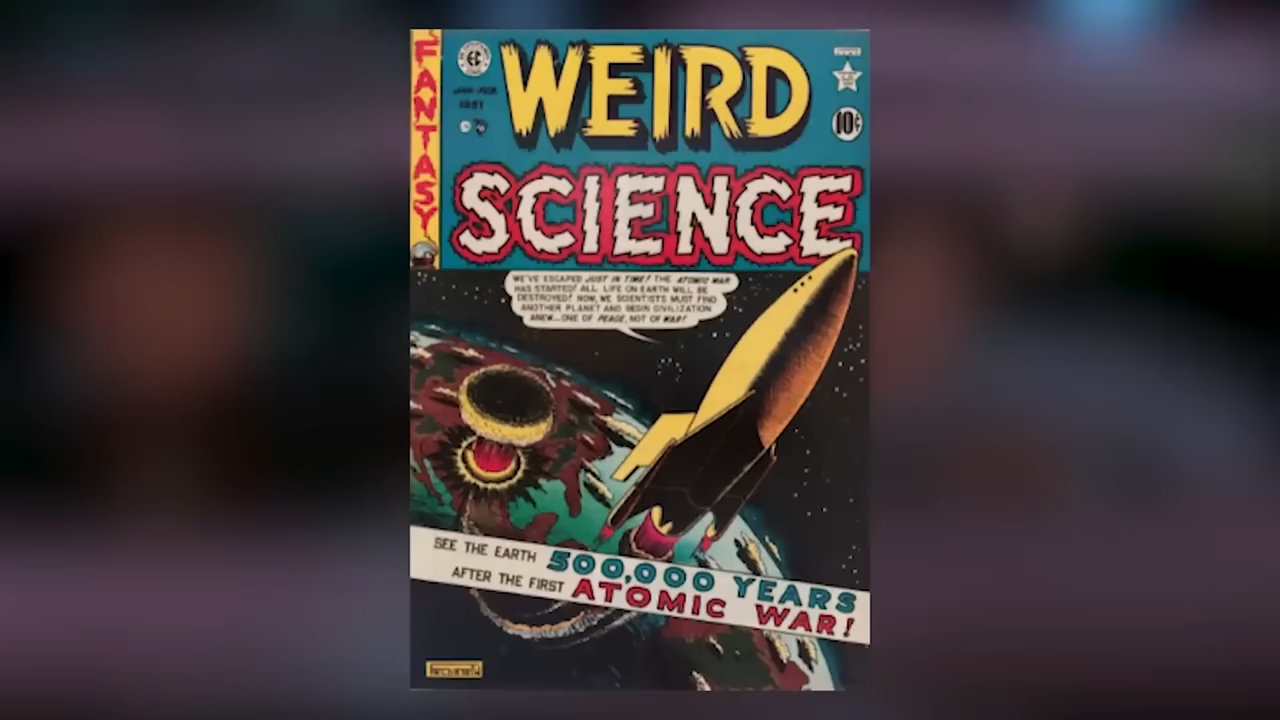 FANTASY
EC
WEIRD
1951
10¢
SCIENCE
WE'VE ESCAPED JUST IN TIME! THE ATOMIC WAR
HAS STARTED! ALL LIFE ON EARTH WILL BE
DESTROYED! NOW, WE SCIENTISTS MUST FIND
ANOTHER PLANET AND BEGIN CIVILIZATION
ANEW... ONE OF PEACE, NOT OF WAR!
SEE THE EARTH 500,000 YEARS
AFTER THE FIRST ATOMIC WAR!